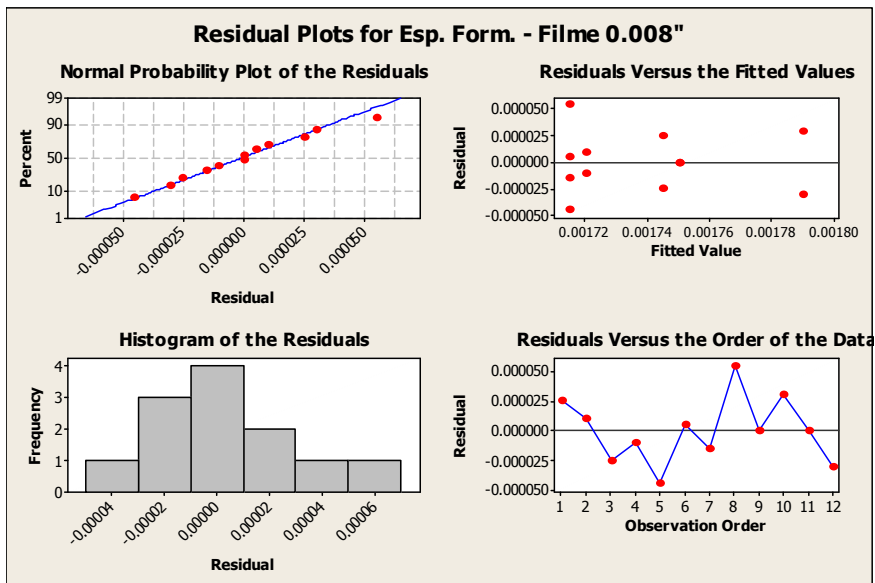 Residual Plots for Esp. Form. - Filme 0.008"
Normal Probability Plot of the Residuals
99
90
50
10
1
Percent
-0.000050
-0.000025
0.000000
0.000025
0.000050
Residual
Residuals Versus the Fitted Values
0.000050
0.000025
0.000000
-0.000025
-0.000050
Residual
0.00172 0.00174 0.00176 0.00178 0.00180
Fitted Value
Histogram of the Residuals
4
3
2
1
0
Frequency
-0.00004
-0.00002
0.00000
0.00002
0.00004
0.00006
Residual
Residuals Versus the Order of the Data
0.000050
0.000025
0.000000
-0.000025
-0.000050
Residual
1 2 3 4 5 6 7 8 9 10 11 12
Observation Order